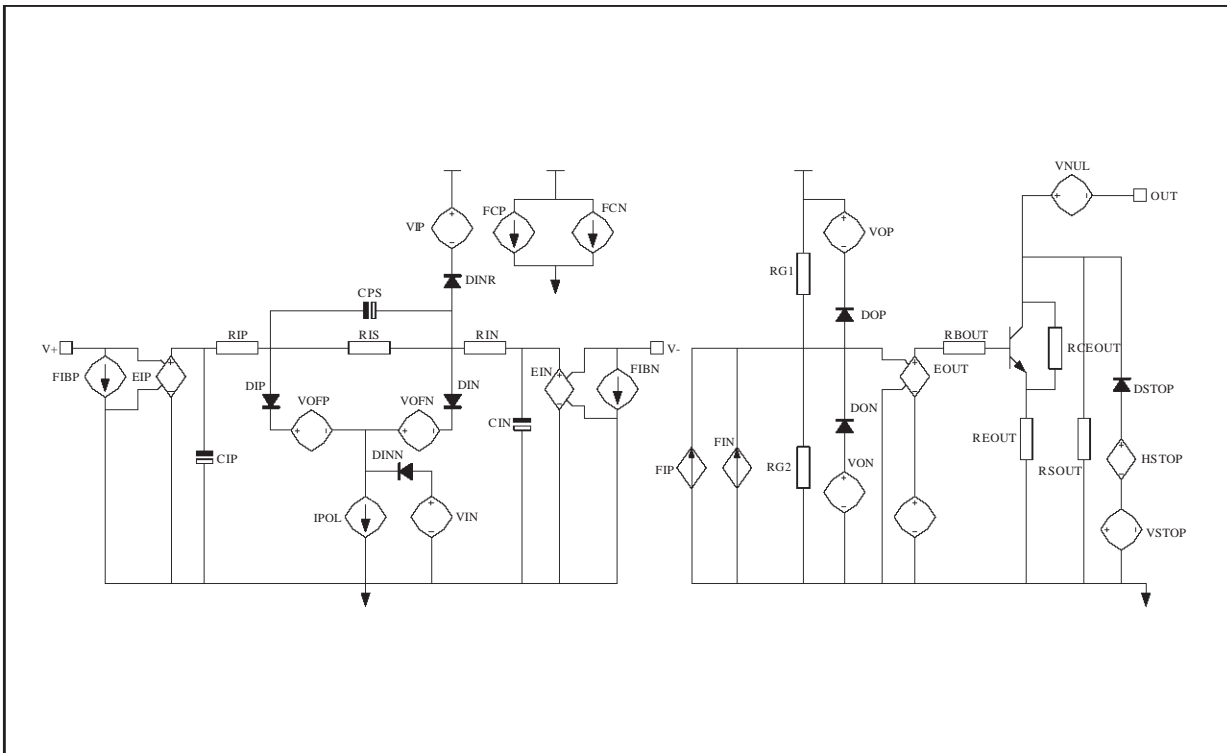 VNUL
OUT
FCP
FCN
VIP
VOP
DINR
RG1
CPS
DOP
RIP
RIS
RIN
RBOUT
RCEOUT
V+
V-
FIBP
EIP
EIN
FIBN
EOUT
DIP
DIN
DSTOP
VOFP
VOFN
CIN
DON
REOUT
DINN
FIN
CIP
FIP
RG2
VON
RSOUT
HSTOP
IPOL
VIN
VSTOP